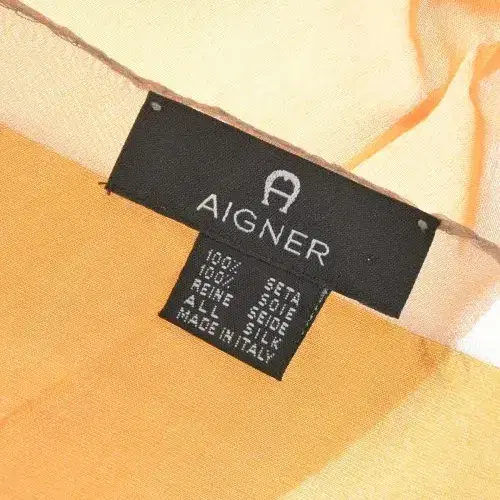 AIGNER
100% SETA
100% SOIE
REINE SEIDE
ALL SILK
MADE IN ITALY